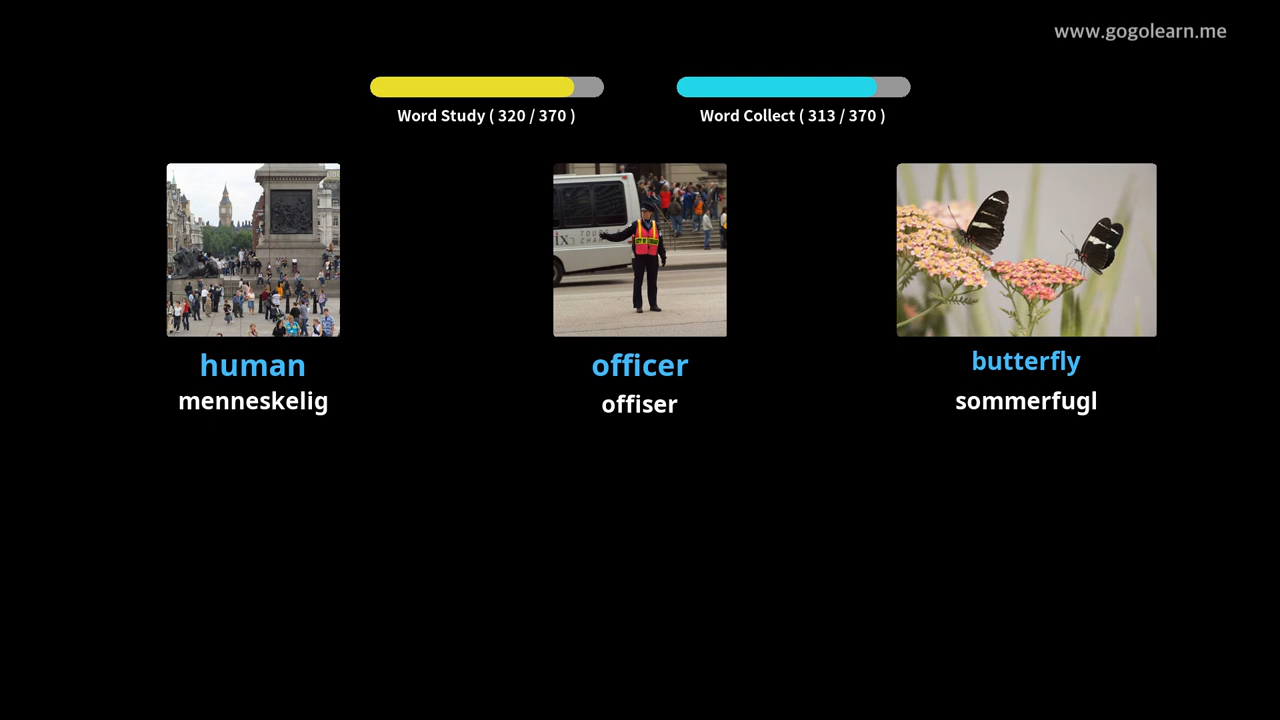 www.gogolearn.me
Word Study ( 320 / 370 )
Word Collect ( 313 / 370 )
human
officer
butterfly
menneskelig
offiser
sommerfugl